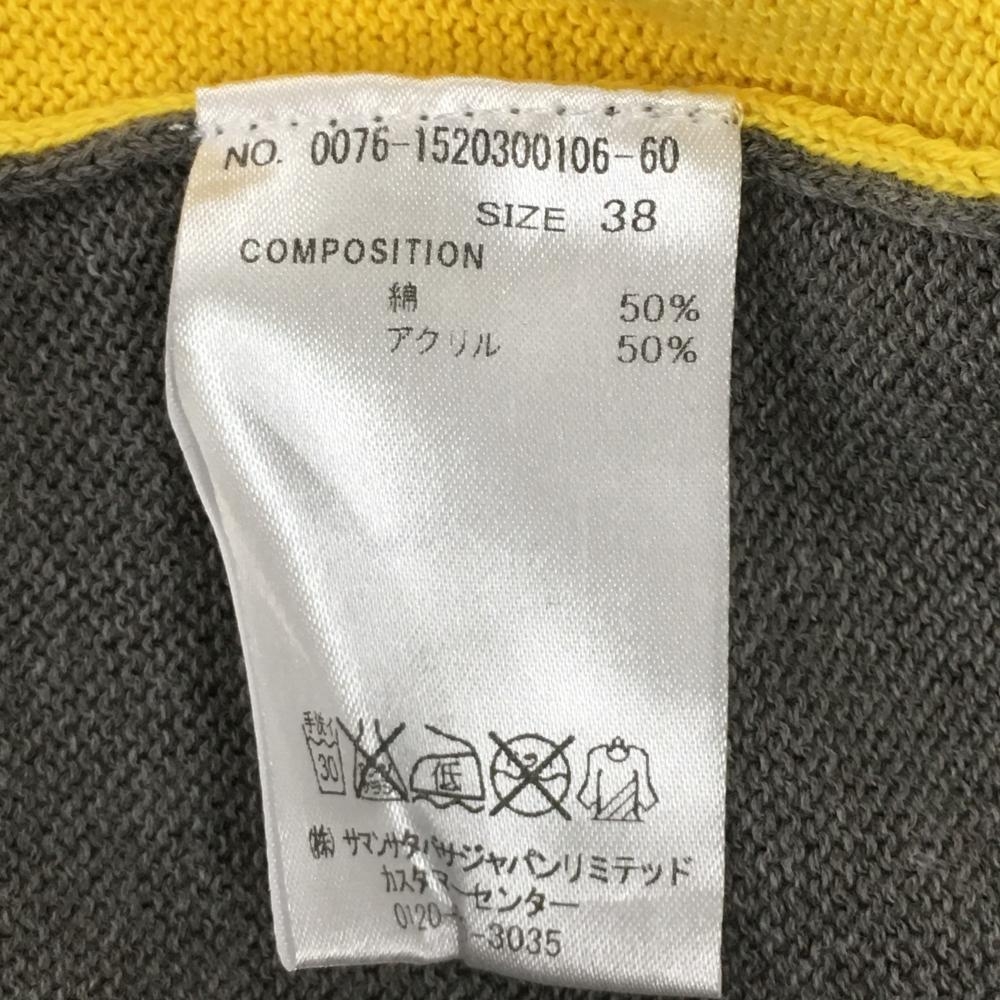 NO. 0076-1520300106-60
SIZE 38
COMPOSITION
綿 50%
アクリル 50%
手洗イ
30
低
(株) サマンサタバサジャパンリミテッド
カスタマーセンター
0120- -3035